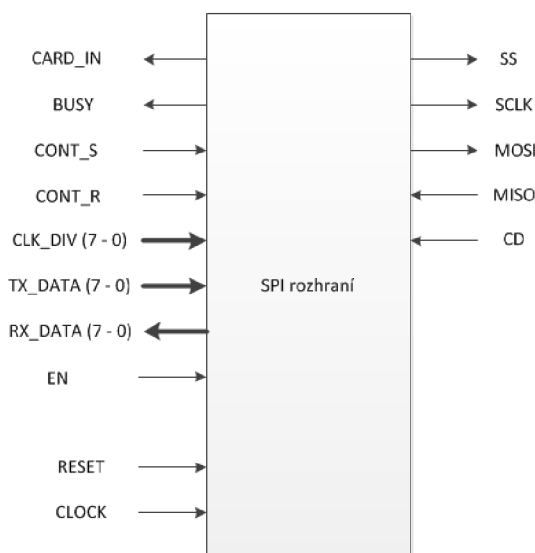 CARD_IN
BUSY
CONT_S
CONT_R
CLK_DIV (7 - 0)
TX_DATA (7 - 0)
RX_DATA (7 - 0)
EN
RESET
CLOCK
SPI rozhraní
SS
SCLK
MOSI
MISO
CD